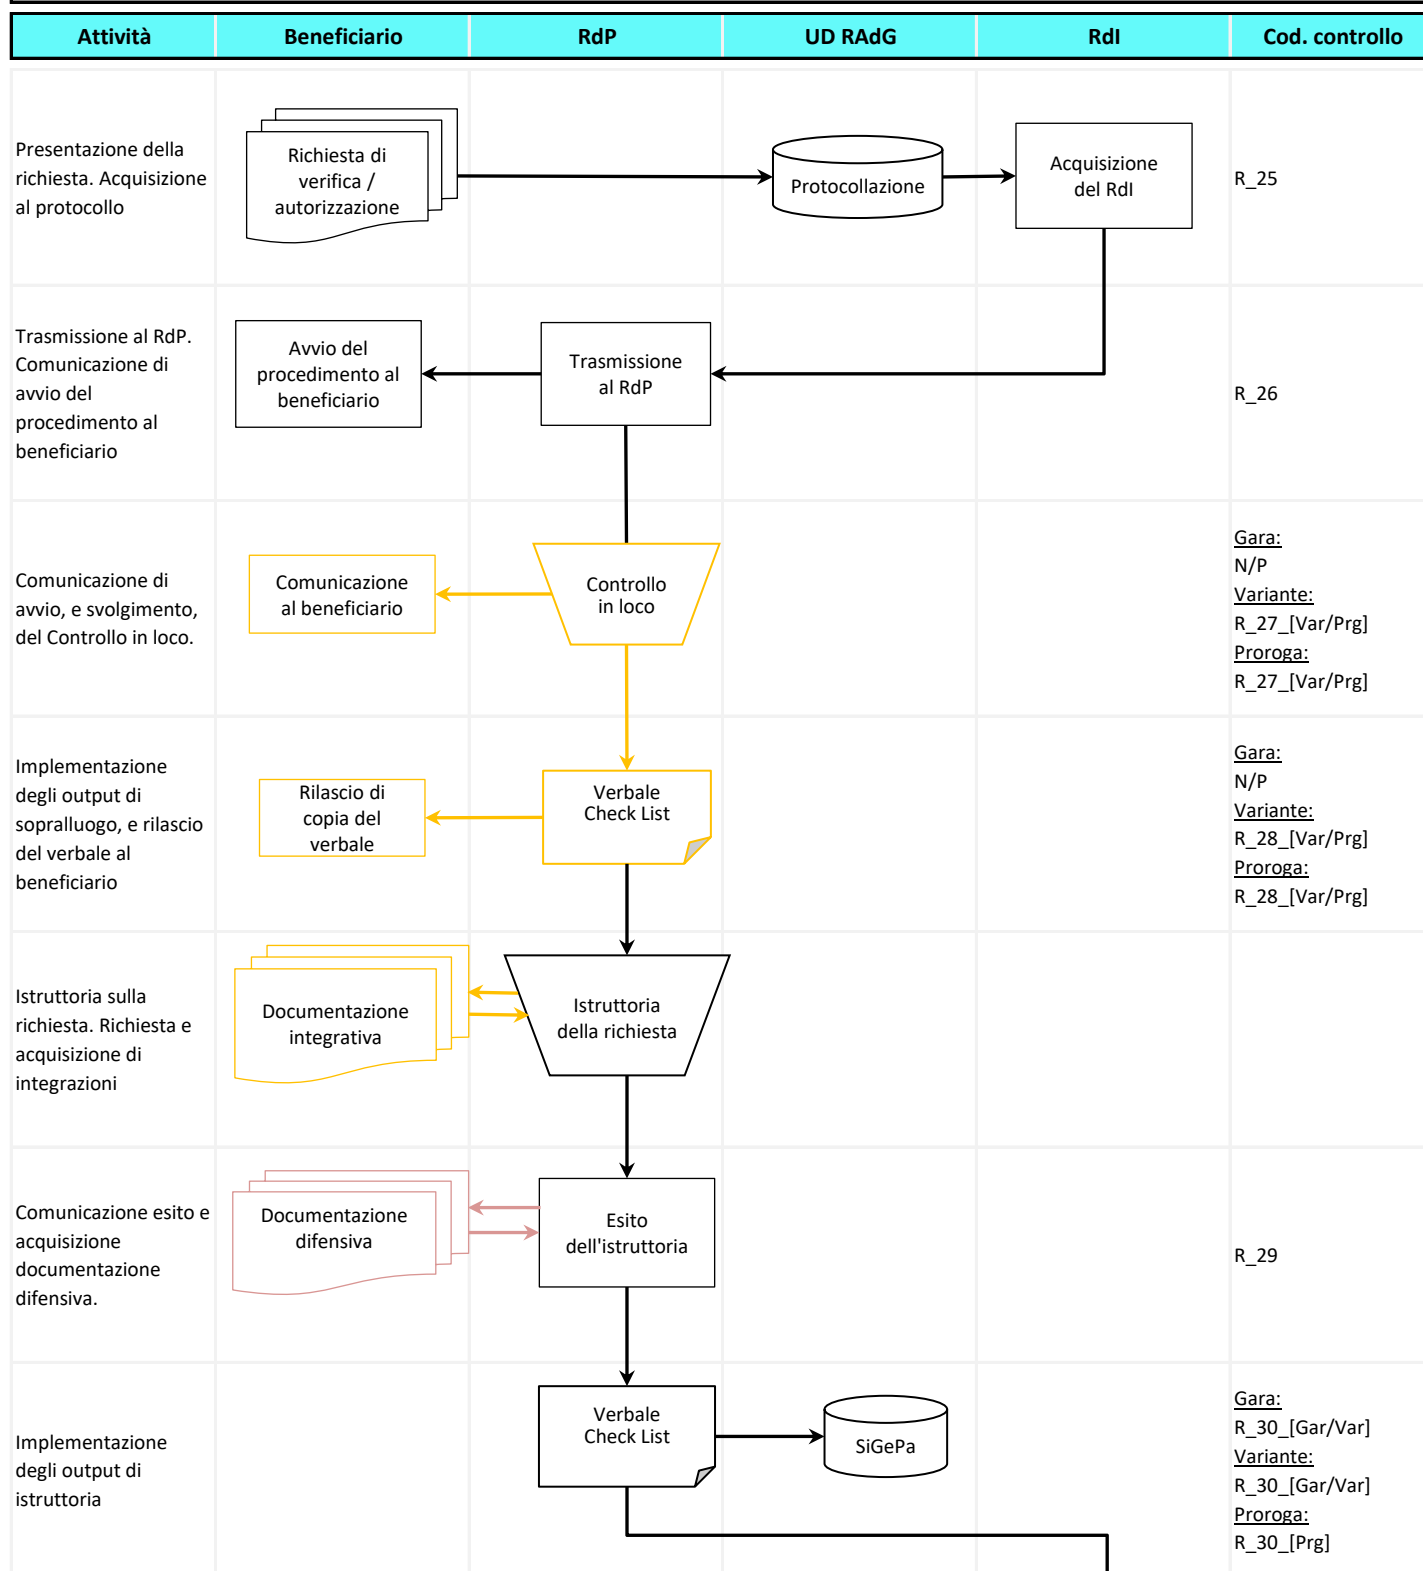 Attività
Beneficiario
RdP
UD RAdG
RdI
Cod. controllo
Presentazione della
richiesta. Acquisizione
al protocollo
Richiesta di
verifica /
autorizzazione
Protocollazione
Acquisizione
del RdI
R_25
Trasmissione al RdP.
Comunicazione di
avvio del
procedimento al
beneficiario
Avvio del
procedimento al
beneficiario
Trasmissione
al RdP
R_26
Comunicazione di
avvio, e svolgimento,
del Controllo in loco.
Comunicazione
al beneficiario
Controllo
in loco
Gara:
N/P
Variante:
R_27_[Var/Prg]
Proroga:
R_27_[Var/Prg]
Implementazione
degli output di
sopralluogo, e rilascio
del verbale al
beneficiario
Rilascio di
copia del
verbale
Verbale
Check List
Gara:
N/P
Variante:
R_28_[Var/Prg]
Proroga:
R_28_[Var/Prg]
Istruttoria sulla
richiesta. Richiesta e
acquisizione di
integrazioni
Documentazione
integrativa
Istruttoria
della richiesta
Comunicazione esito e
acquisizione
documentazione
difensiva.
Documentazione
difensiva
Esito
dell'istruttoria
R_29
Implementazione
degli output di
istruttoria
Verbale
Check List
SiGePa
Gara:
R_30_[Gar/Var]
Variante:
R_30_[Gar/Var]
Proroga:
R_30_[Prg]